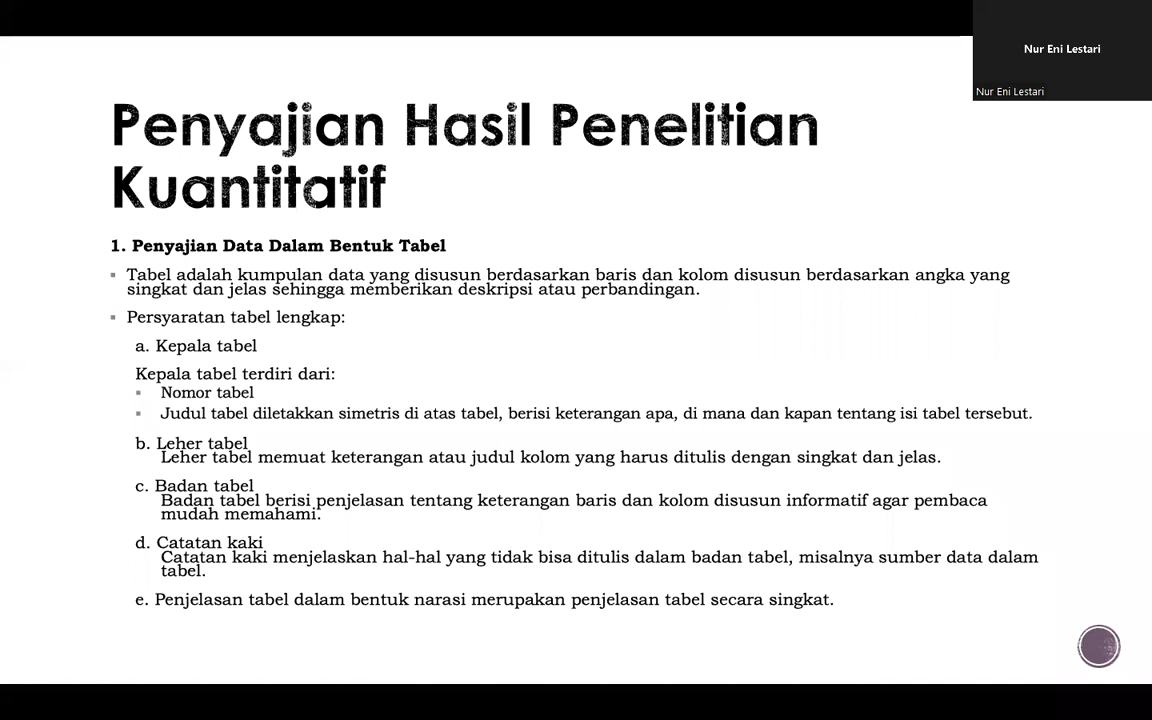 Nur Eni Lestari
Nur Eni Lestari
Penyajian Hasil Penelitian
Kuantitatif
1. Penyajian Data Dalam Bentuk Tabel
▪ Tabel adalah kumpulan data yang disusun berdasarkan baris dan kolom disusun berdasarkan angka yang
singkat dan jelas sehingga memberikan deskripsi atau perbandingan.
▪ Persyaratan tabel lengkap:
a. Kepala tabel
Kepala tabel terdiri dari:
▪ Nomor tabel
▪ Judul tabel diletakkan simetris di atas tabel, berisi keterangan apa, di mana dan kapan tentang isi tabel tersebut.
b. Leher tabel
Leher tabel memuat keterangan atau judul kolom yang harus ditulis dengan singkat dan jelas.
c. Badan tabel
Badan tabel berisi penjelasan tentang keterangan baris dan kolom disusun informatif agar pembaca
mudah memahami.
d. Catatan kaki
Catatan kaki menjelaskan hal-hal yang tidak bisa ditulis dalam badan tabel, misalnya sumber data dalam
tabel.
e. Penjelasan tabel dalam bentuk narasi merupakan penjelasan tabel secara singkat.